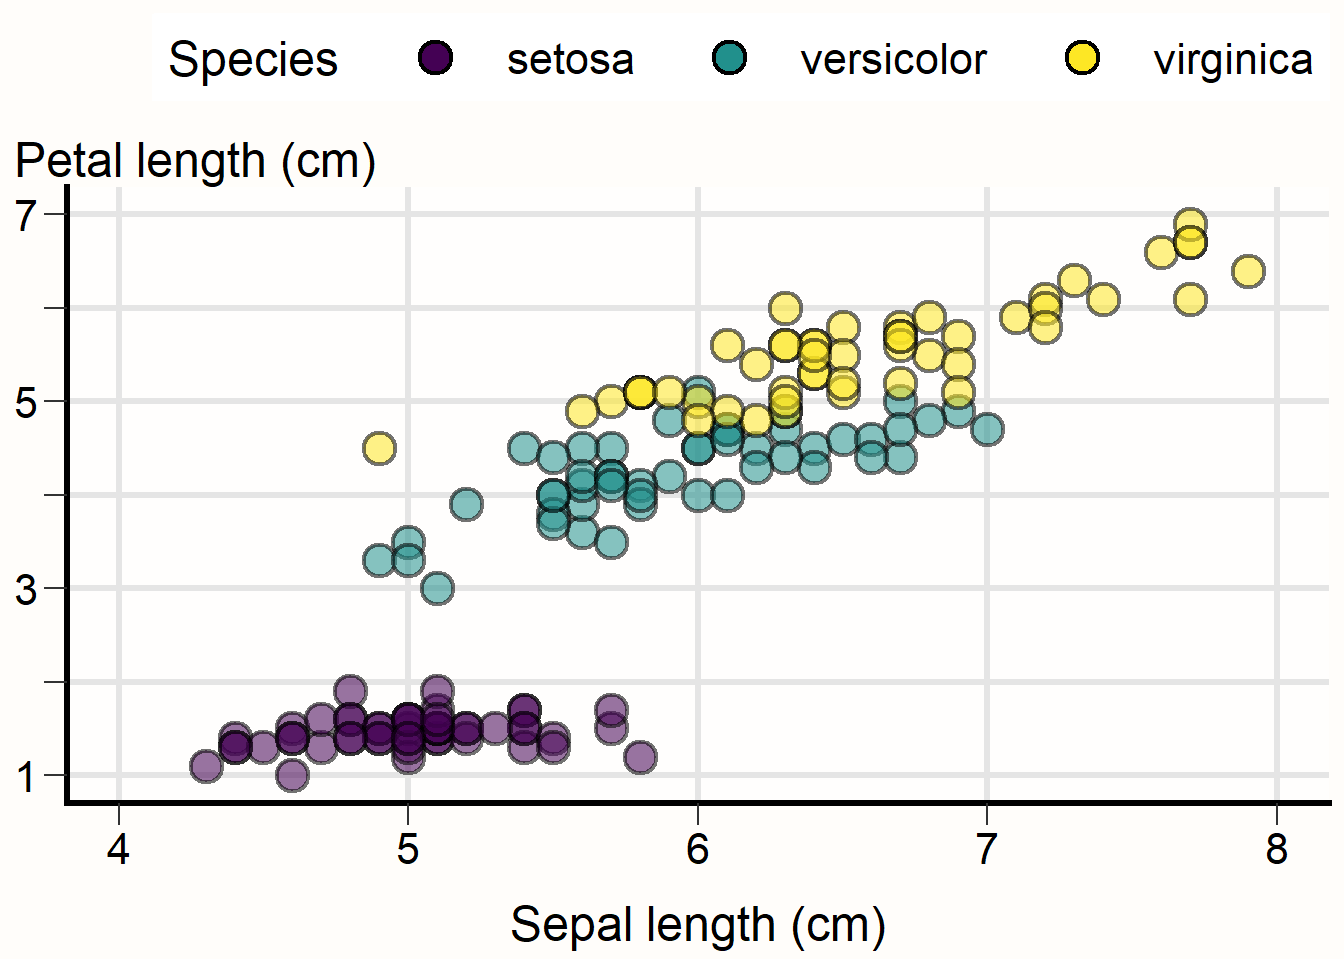 Species setosa versicolor virginica
Petal length (cm)
7
5
3
1
4 5 6 7 8
Sepal length (cm)